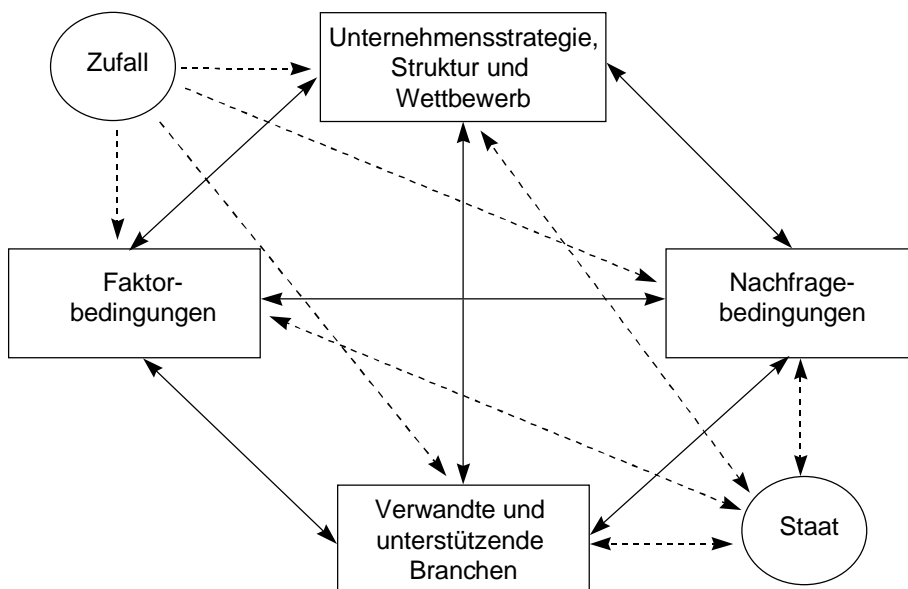 Zufall
Unternehmensstrategie,
Struktur und
Wettbewerb
Faktor-
bedingungen
Nachfrage-
bedingungen
Verwandte und
unterstützende
Branchen
Staat